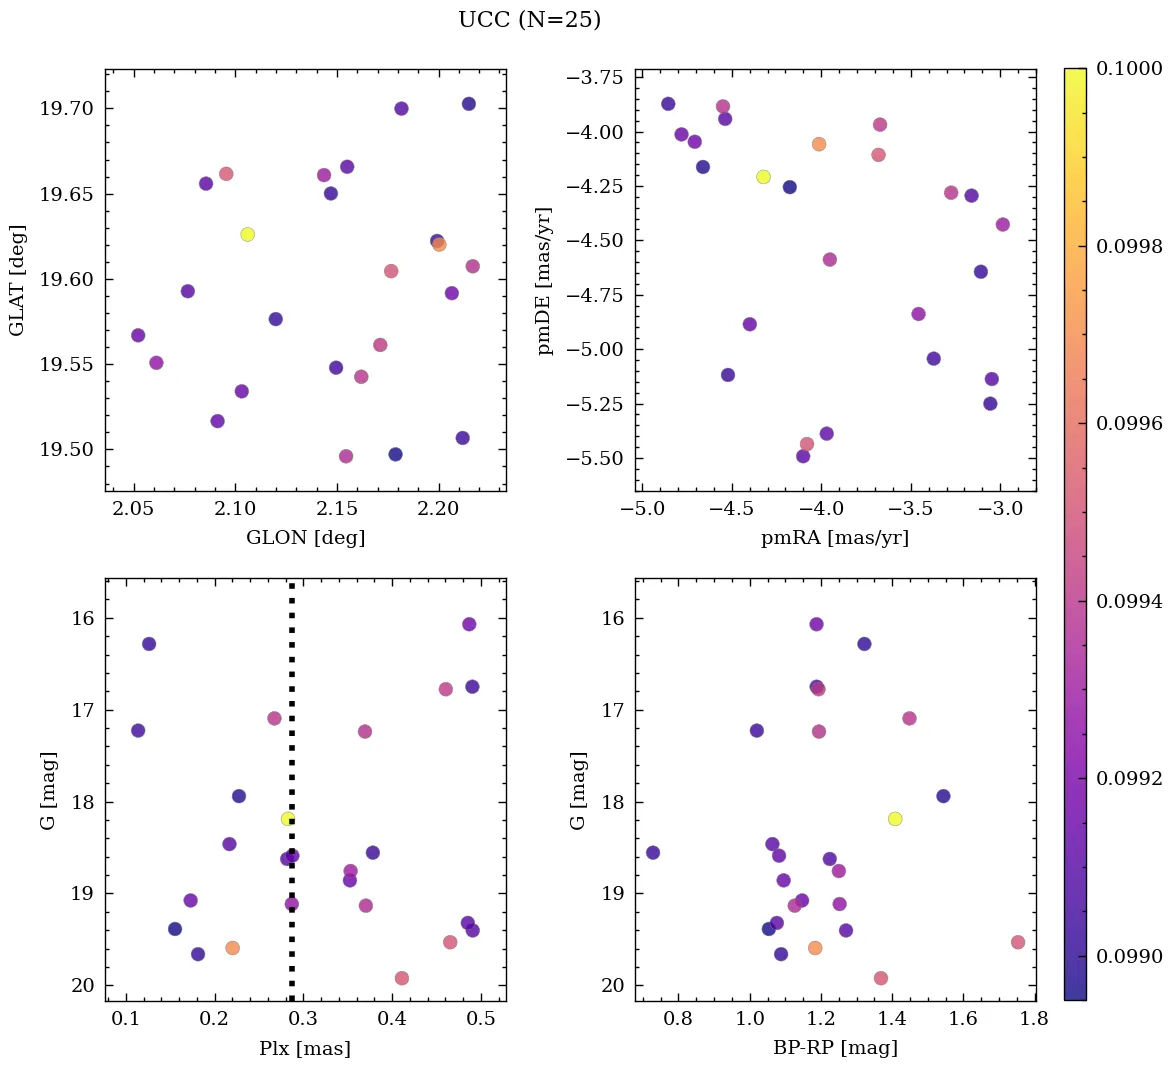 UCC (N=25)
19.70
19.65
19.60
19.55
19.50
GLAT [deg]
2.05 2.10 2.15 2.20
GLON [deg]
−3.75
−4.00
−4.25
−4.50
−4.75
−5.00
−5.25
−5.50
pmDE [mas/yr]
−5.0 −4.5 −4.0 −3.5 −3.0
pmRA [mas/yr]
16
17
18
19
20
G [mag]
0.1 0.2 0.3 0.4 0.5
Plx [mas]
16
17
18
19
20
G [mag]
0.8 1.0 1.2 1.4 1.6 1.8
BP-RP [mag]
0.1000
0.0998
0.0996
0.0994
0.0992
0.0990